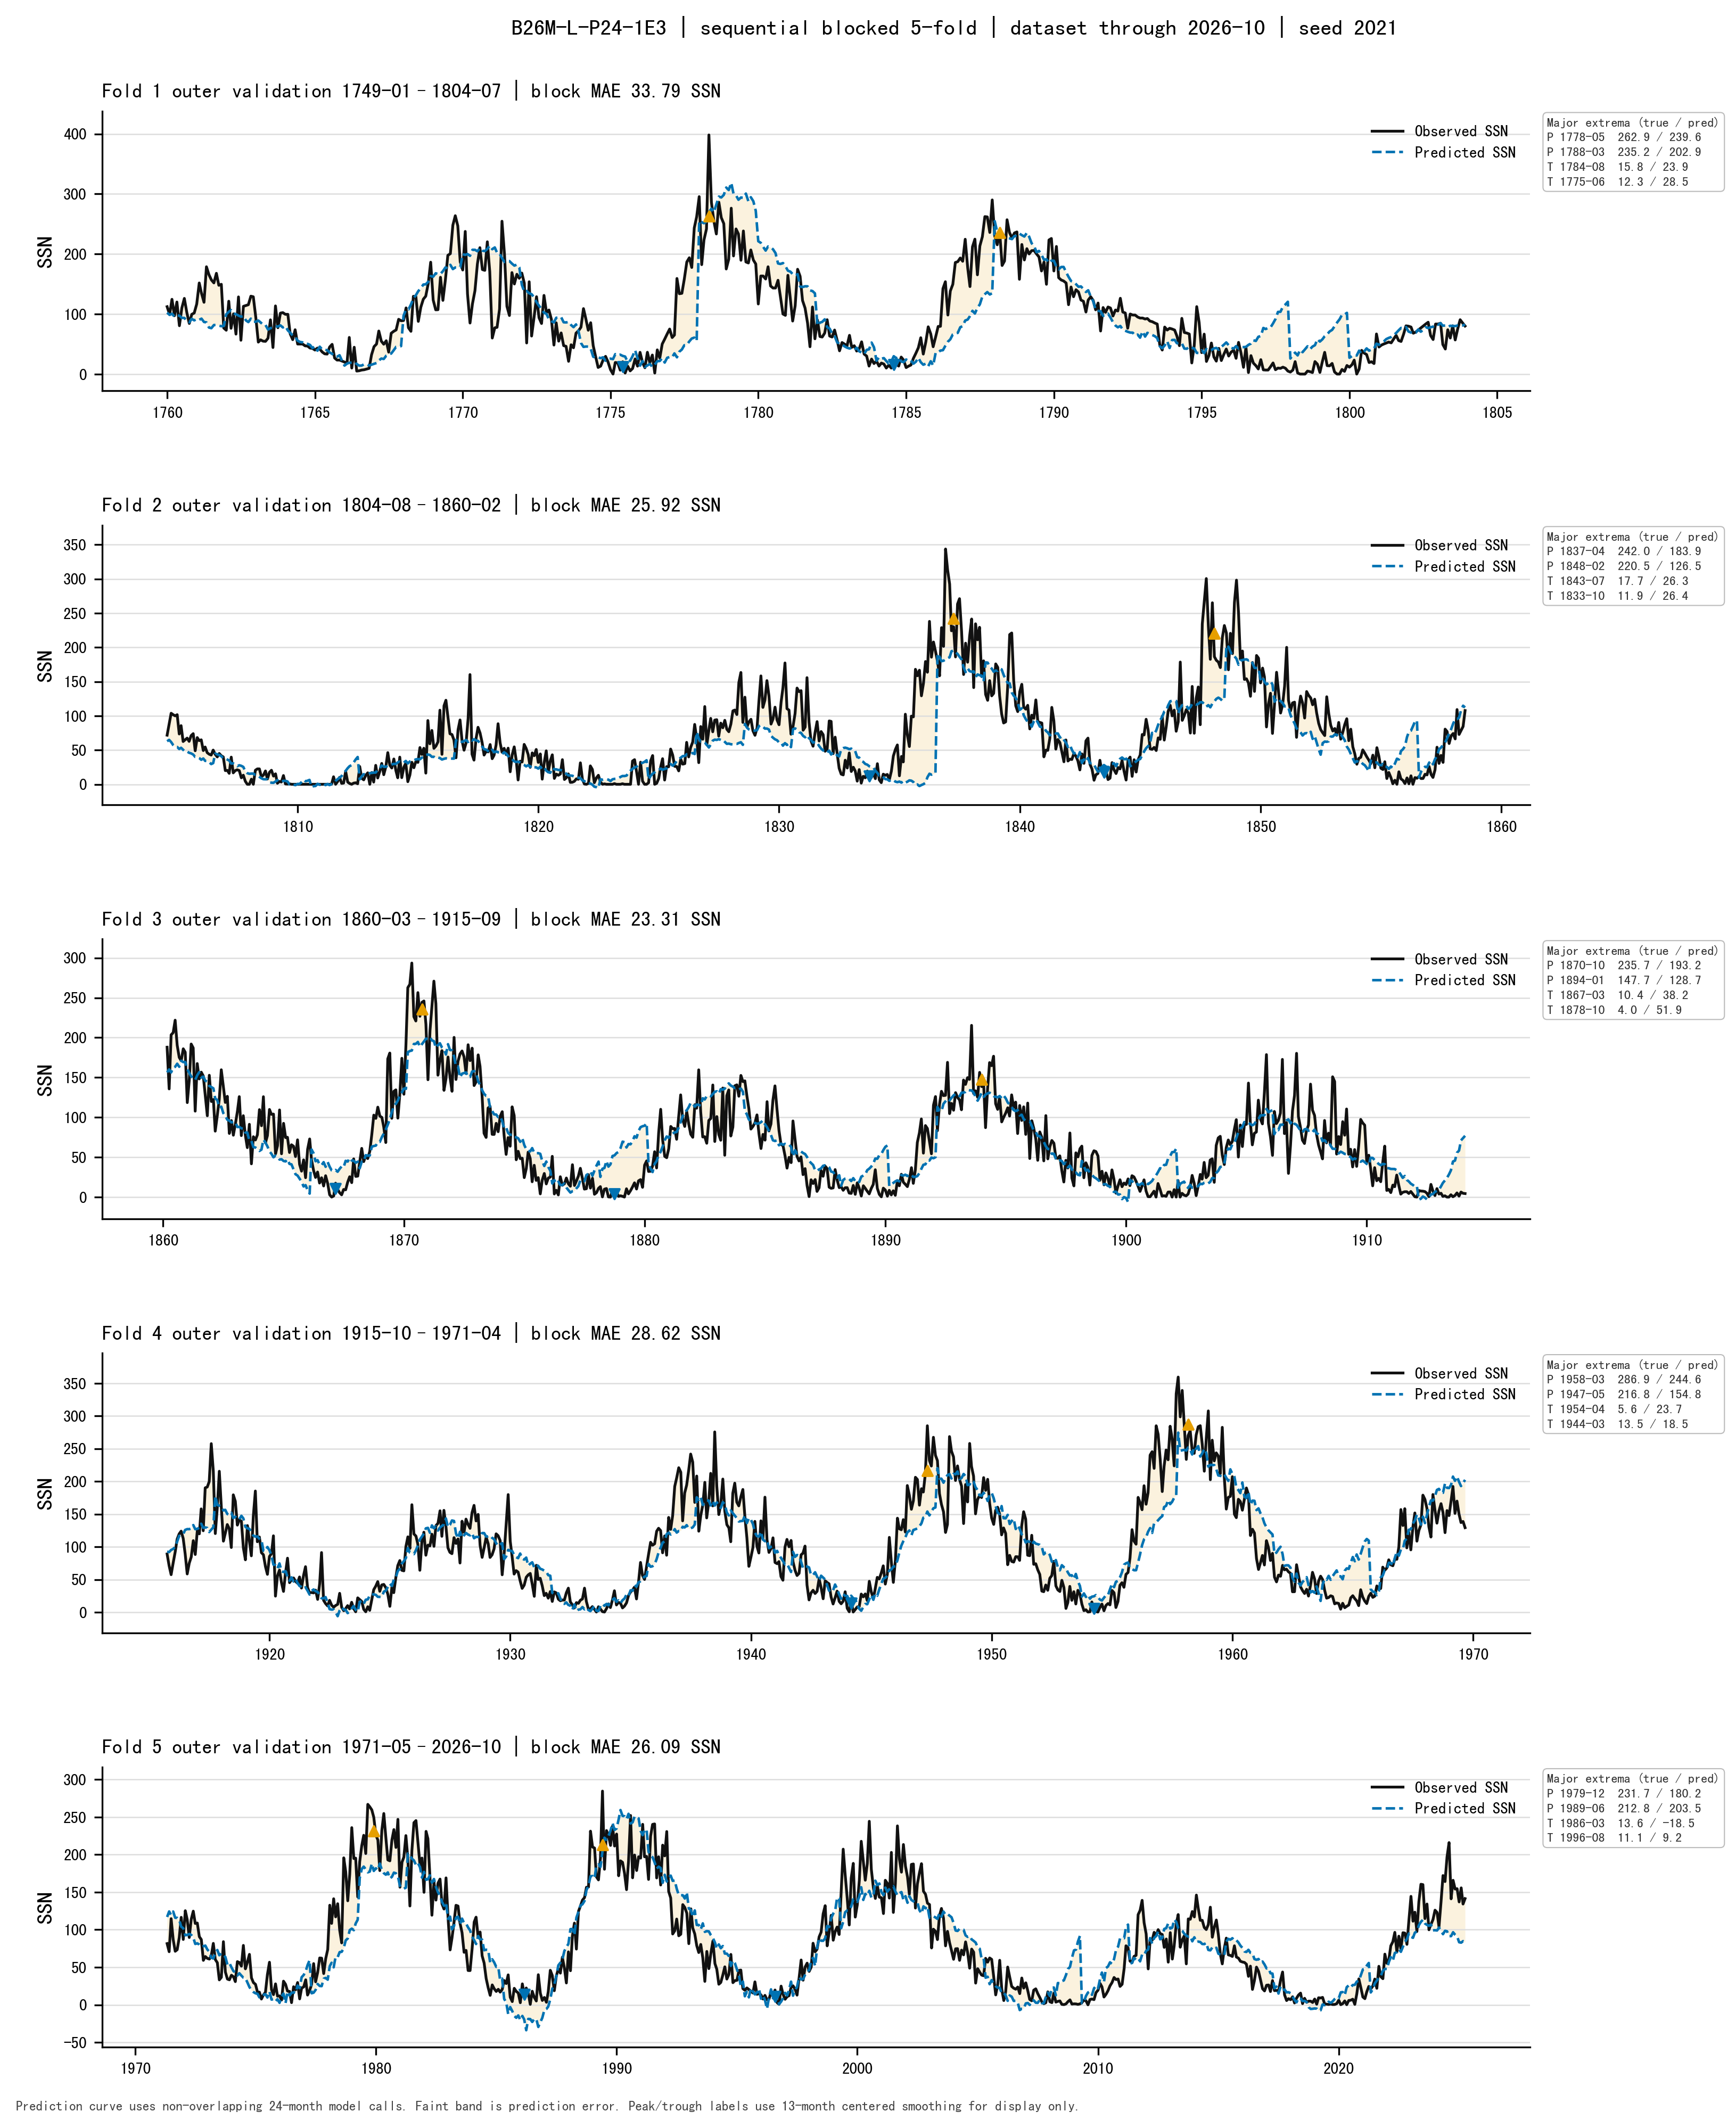 B26M-L-P24-1E3 | sequential blocked 5-fold | dataset through 2026-10 | seed 2021
Fold 1 outer validation 1749-01–1804-07 | block MAE 33.79 SSN
SSN
400
300
200
100
0
1760 1765 1770 1775 1780 1785 1790 1795 1800 1805
Observed SSN
Predicted SSN
Major extrema (true / pred)
P 1778-05 262.9 / 239.6
P 1788-03 235.2 / 202.9
T 1784-08 15.8 / 23.9
T 1775-06 12.3 / 28.5
Fold 2 outer validation 1804-08–1860-02 | block MAE 25.92 SSN
SSN
350
300
250
200
150
100
50
0
1810 1820 1830 1840 1850 1860
Observed SSN
Predicted SSN
Major extrema (true / pred)
P 1837-04 242.0 / 183.9
P 1848-02 220.5 / 126.5
T 1843-07 17.7 / 26.3
T 1833-10 11.9 / 26.4
Fold 3 outer validation 1860-03–1915-09 | block MAE 23.31 SSN
SSN
300
250
200
150
100
50
0
1860 1870 1880 1890 1900 1910
Observed SSN
Predicted SSN
Major extrema (true / pred)
P 1870-10 235.7 / 193.2
P 1894-01 147.7 / 128.7
T 1867-03 10.4 / 38.2
T 1878-10 4.0 / 51.9
Fold 4 outer validation 1915-10–1971-04 | block MAE 28.62 SSN
SSN
350
300
250
200
150
100
50
0
1920 1930 1940 1950 1960 1970
Observed SSN
Predicted SSN
Major extrema (true / pred)
P 1958-03 286.9 / 244.6
P 1947-05 216.8 / 154.8
T 1954-04 5.6 / 23.7
T 1944-03 13.5 / 18.5
Fold 5 outer validation 1971-05–2026-10 | block MAE 26.09 SSN
SSN
300
250
200
150
100
50
0
−50
1970 1980 1990 2000 2010 2020
Observed SSN
Predicted SSN
Major extrema (true / pred)
P 1979-12 231.7 / 180.2
P 1989-06 212.8 / 203.5
T 1986-03 13.6 / -18.5
T 1996-08 11.1 / 9.2
Prediction curve uses non-overlapping 24-month model calls. Faint band is prediction error. Peak/trough labels use 13-month centered smoothing for display only.